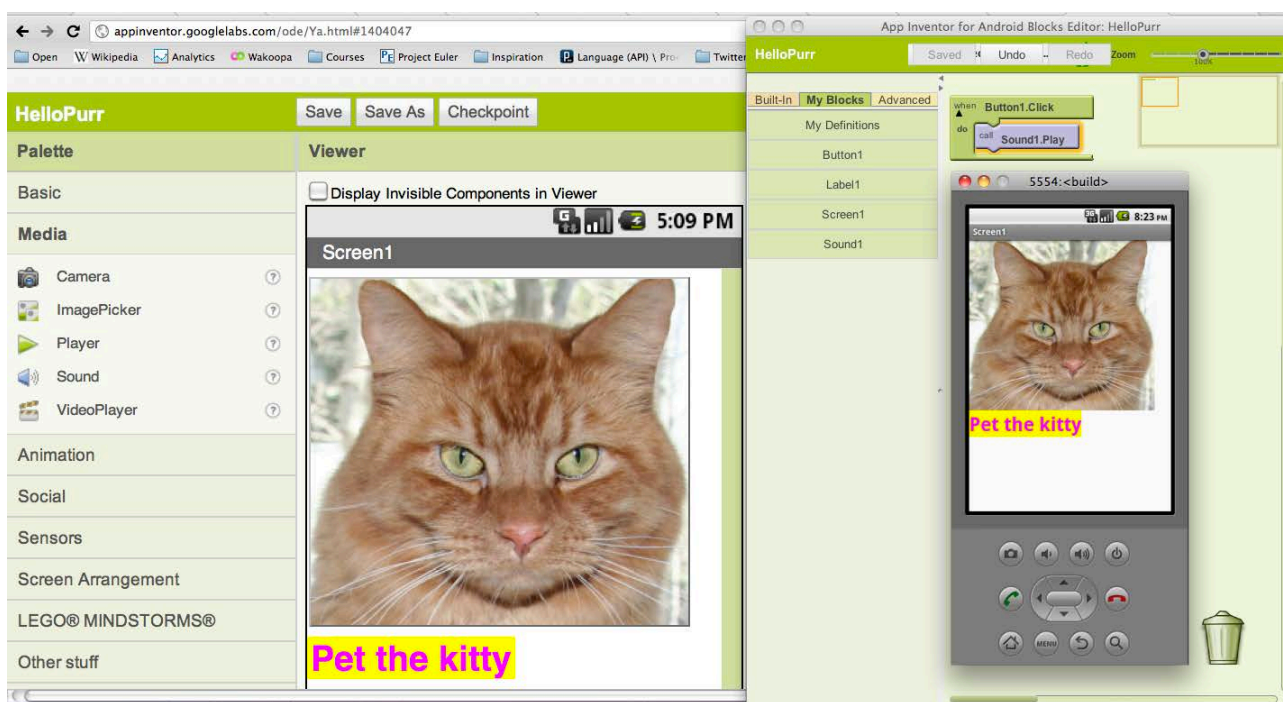 appinventor.googlelabs.com/ode/Ya.html#1404047
Open Wikipedia Analytics Wakoopa Courses Project Euler Inspiration Language (API) \ Pro Twitter
HelloPurr
Save Save As Checkpoint
Palette
Viewer
Basic
Media
Camera
ImagePicker
Player
Sound
VideoPlayer
Animation
Social
Sensors
Screen Arrangement
LEGO® MINDSTORMS®
Other stuff
Display Invisible Components in Viewer
5:09 PM
Screen1
Pet the kitty
App Inventor for Android Blocks Editor: HelloPurr
HelloPurr
Saved Undo Redo Zoom
100%
Built-In My Blocks Advanced
My Definitions
Button1
Label1
Screen1
Sound1
when Button1.Click
do call Sound1.Play
5554:<build>
8:23 PM
Screen1
Pet the kitty
MENU